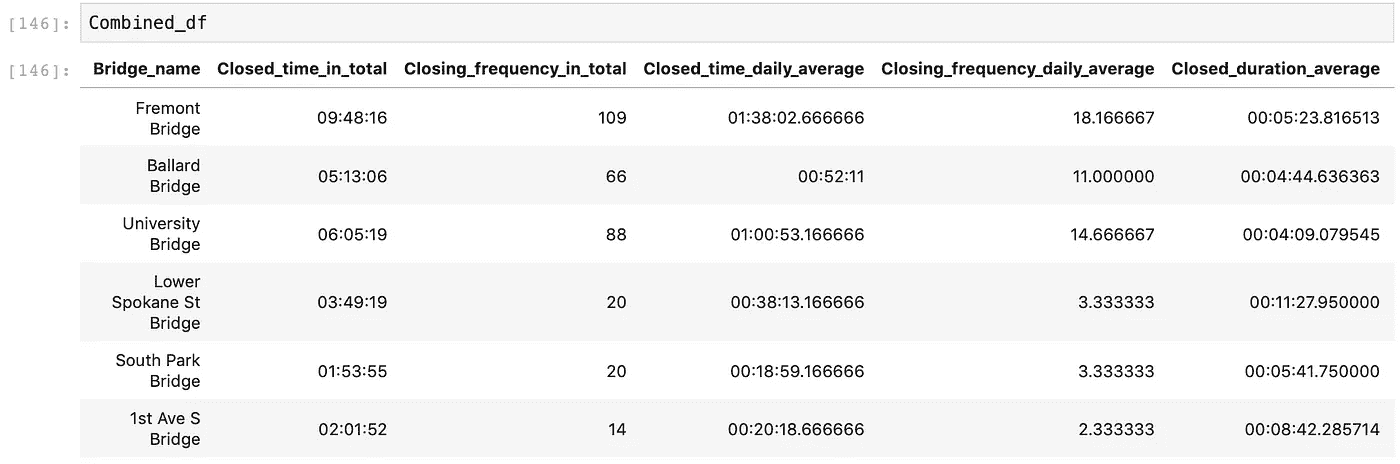 [146]: Combined_df
[146]: Bridge_name Closed_time_in_total Closing_frequency_in_total Closed_time_daily_average Closing_frequency_daily_average Closed_duration_average
Fremont
Bridge 09:48:16 109 01:38:02.666666 18.166667 00:05:23.816513
Ballard
Bridge 05:13:06 66 00:52:11 11.000000 00:04:44.636363
University
Bridge 06:05:19 88 01:00:53.166666 14.666667 00:04:09.079545
Lower
Spokane St 03:49:19 20 00:38:13.166666 3.333333 00:11:27.950000
Bridge
South Park
Bridge 01:53:55 20 00:18:59.166666 3.333333 00:05:41.750000
1st Ave S
Bridge 02:01:52 14 00:20:18.666666 2.333333 00:08:42.285714